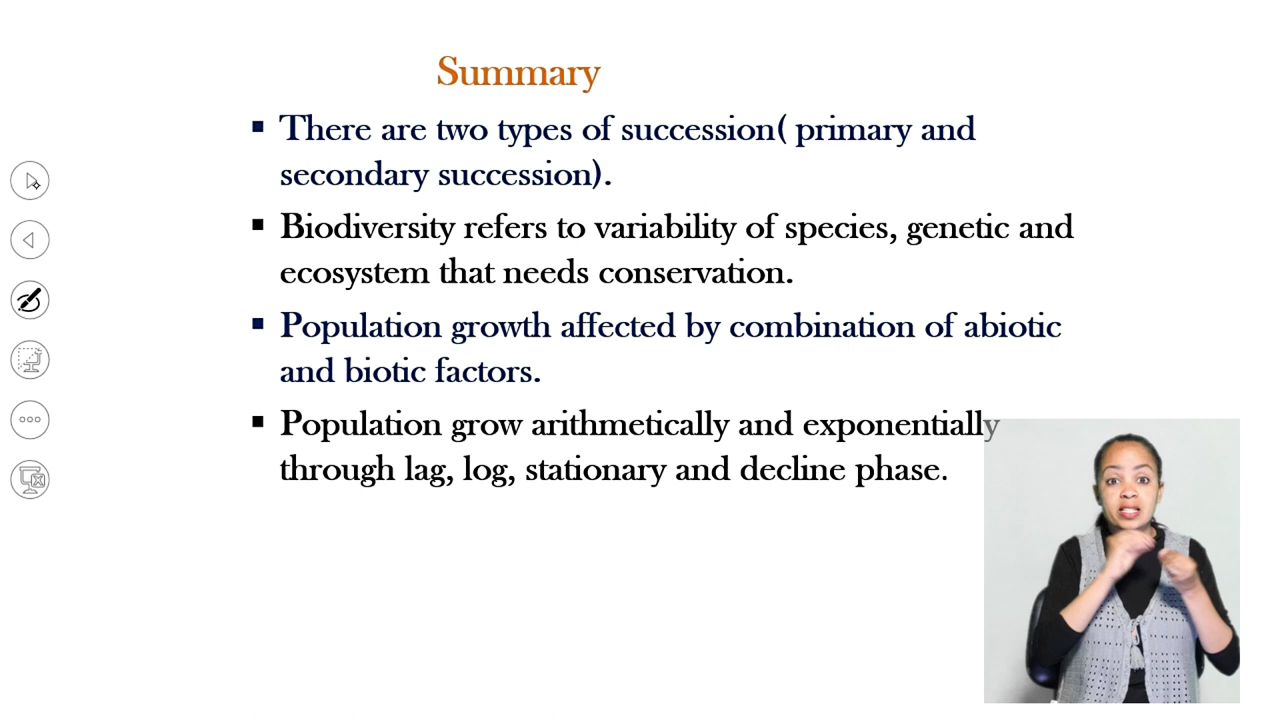 Summary
▪ There are two types of succession( primary and
secondary succession).
▪ Biodiversity refers to variability of species, genetic and
ecosystem that needs conservation.
▪ Population growth affected by combination of abiotic
and biotic factors.
▪ Population grow arithmetically and exponentially
through lag, log, stationary and decline phase.